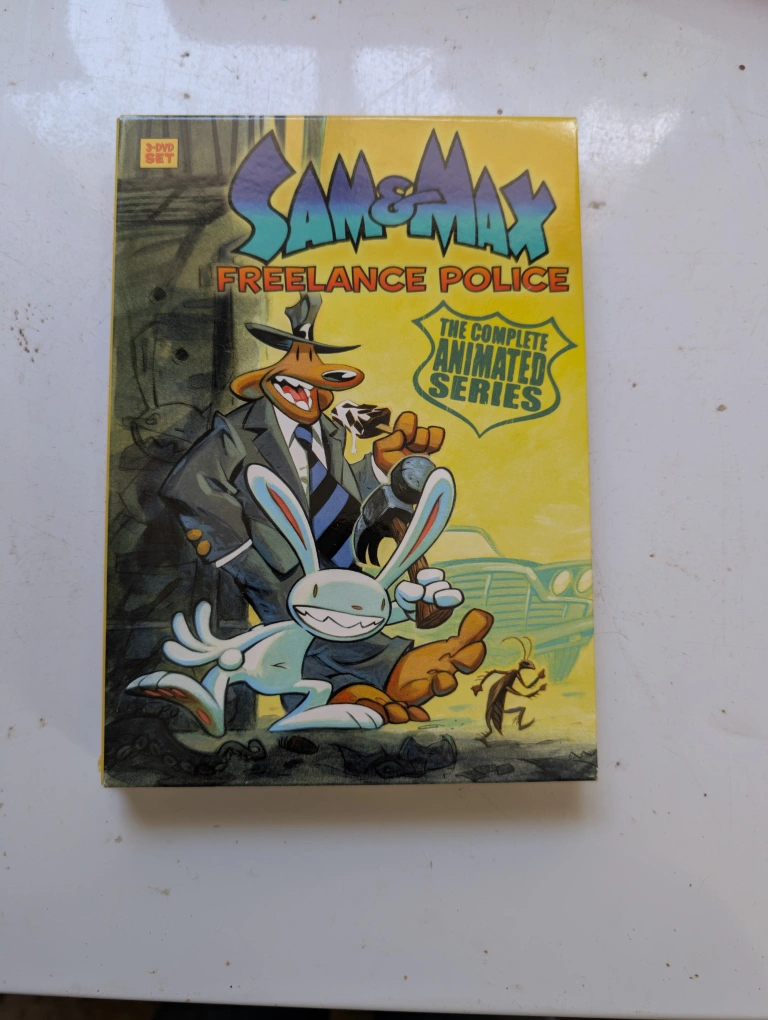 3-DVD
SET
SAM & MAX
FREELANCE POLICE
THE COMPLETE
ANIMATED
SERIES